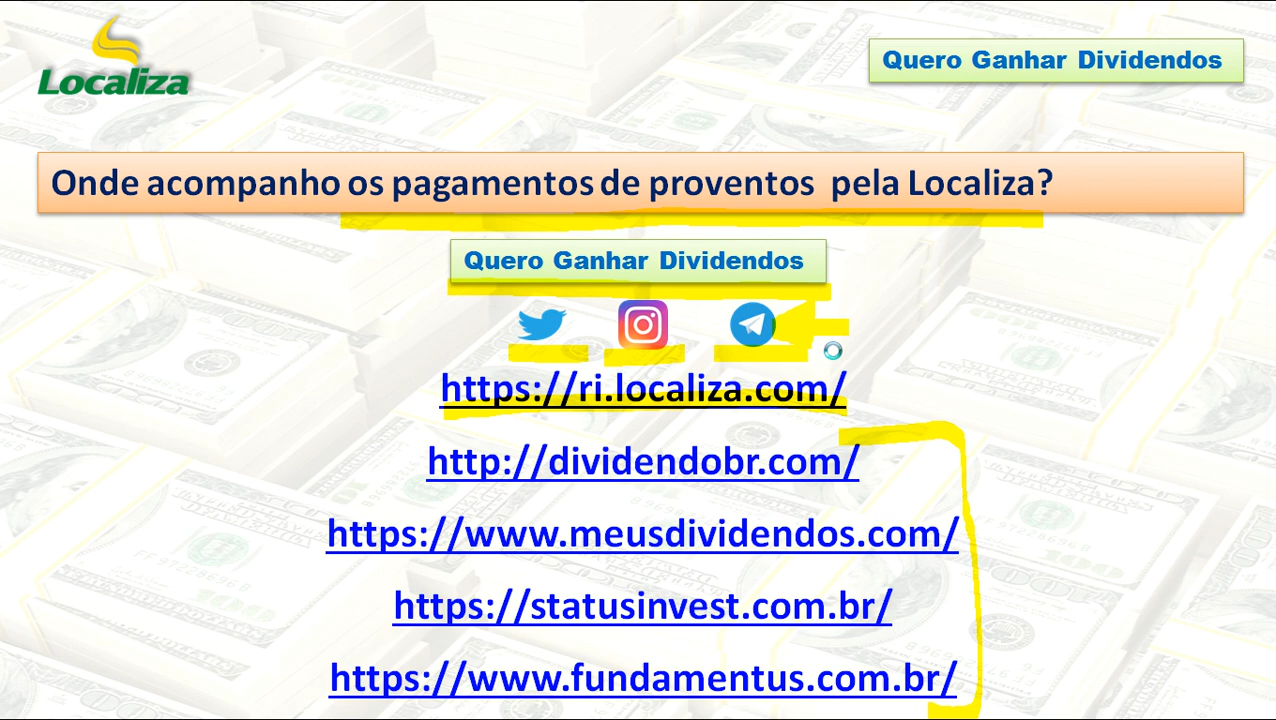 Localiza
Quero Ganhar Dividendos
Onde acompanho os pagamentos de proventos pela Localiza?
Quero Ganhar Dividendos
https://ri.localiza.com/
http://dividendobr.com/
https://www.meusdividendos.com/
https://statusinvest.com.br/
https://www.fundamentus.com.br/